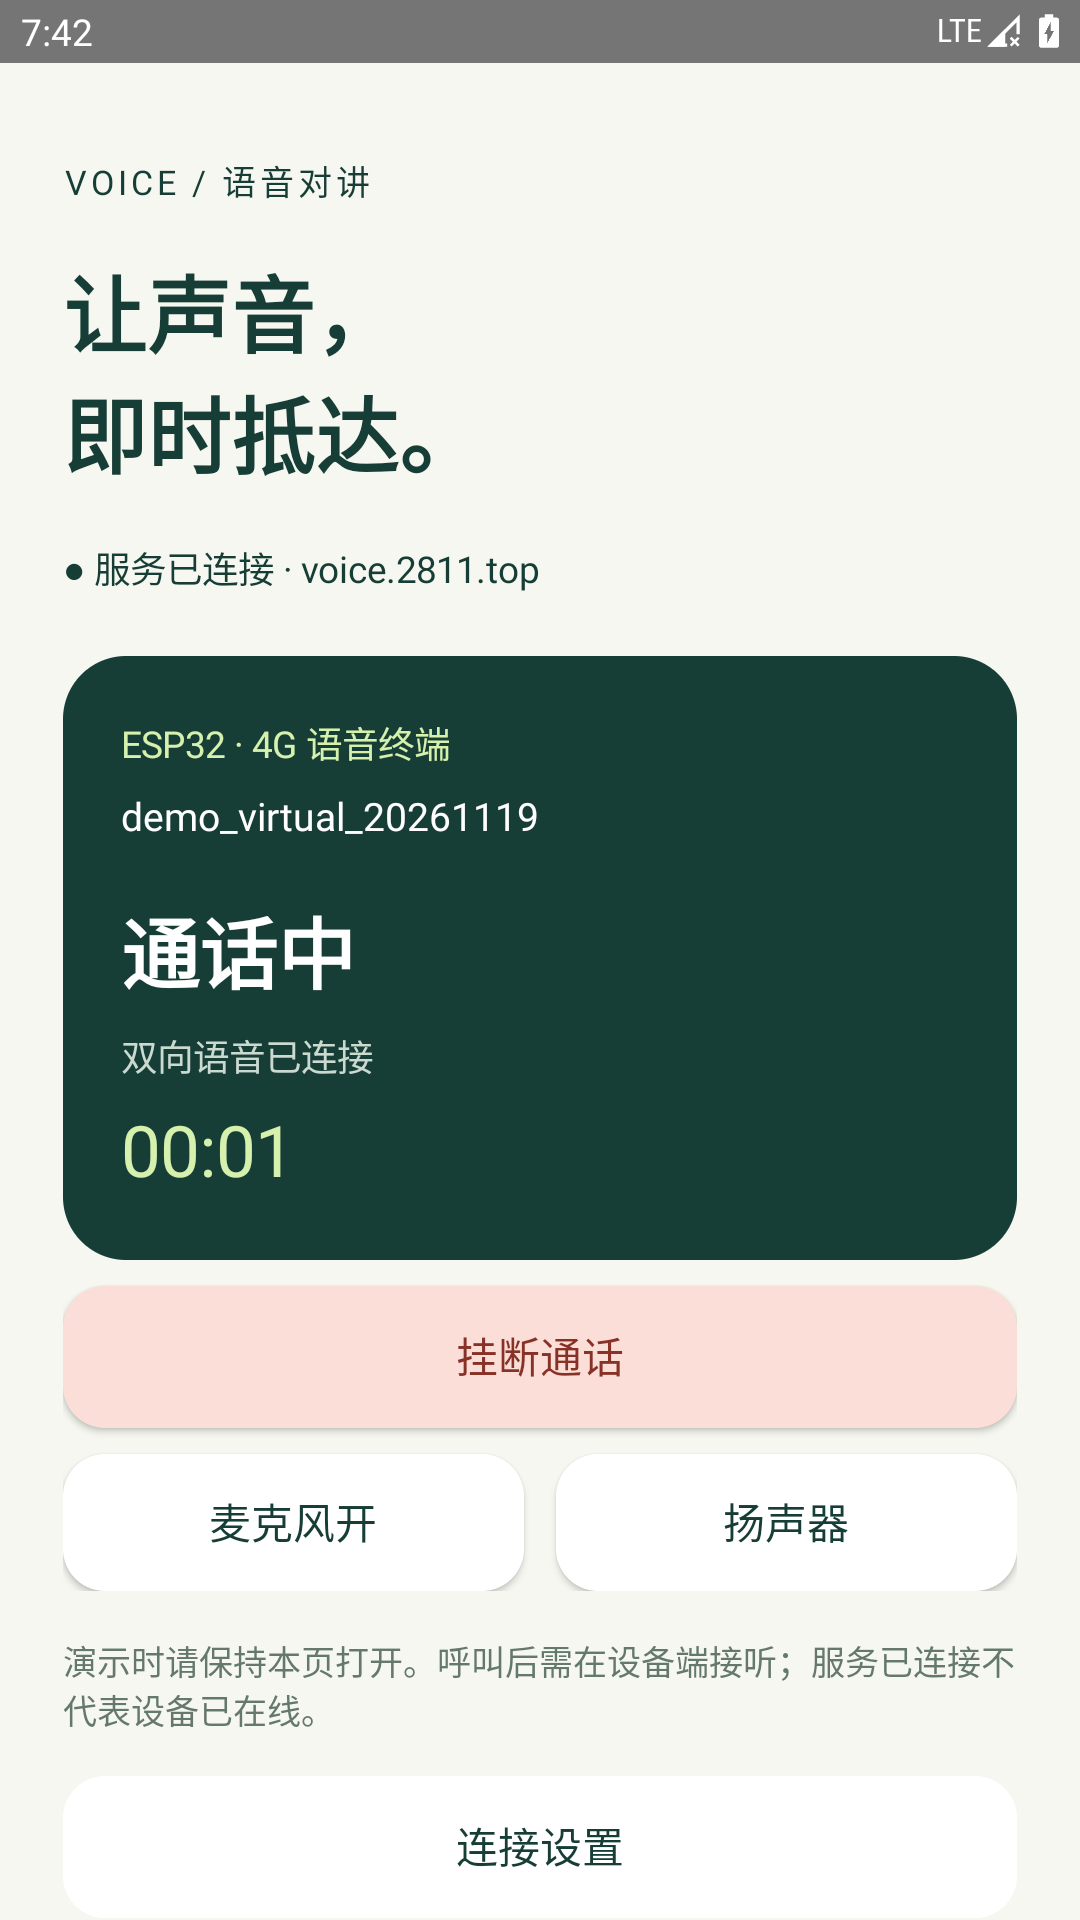 7:42
LTE
VOICE / 语音对讲
让声音，
即时抵达。
● 服务已连接 · voice.2811.top
ESP32 · 4G 语音终端
demo_virtual_20261119
通话中
双向语音已连接
00:01
挂断通话
麦克风开
扬声器
演示时请保持本页打开。呼叫后需在设备端接听；服务已连接不
代表设备已在线。
连接设置